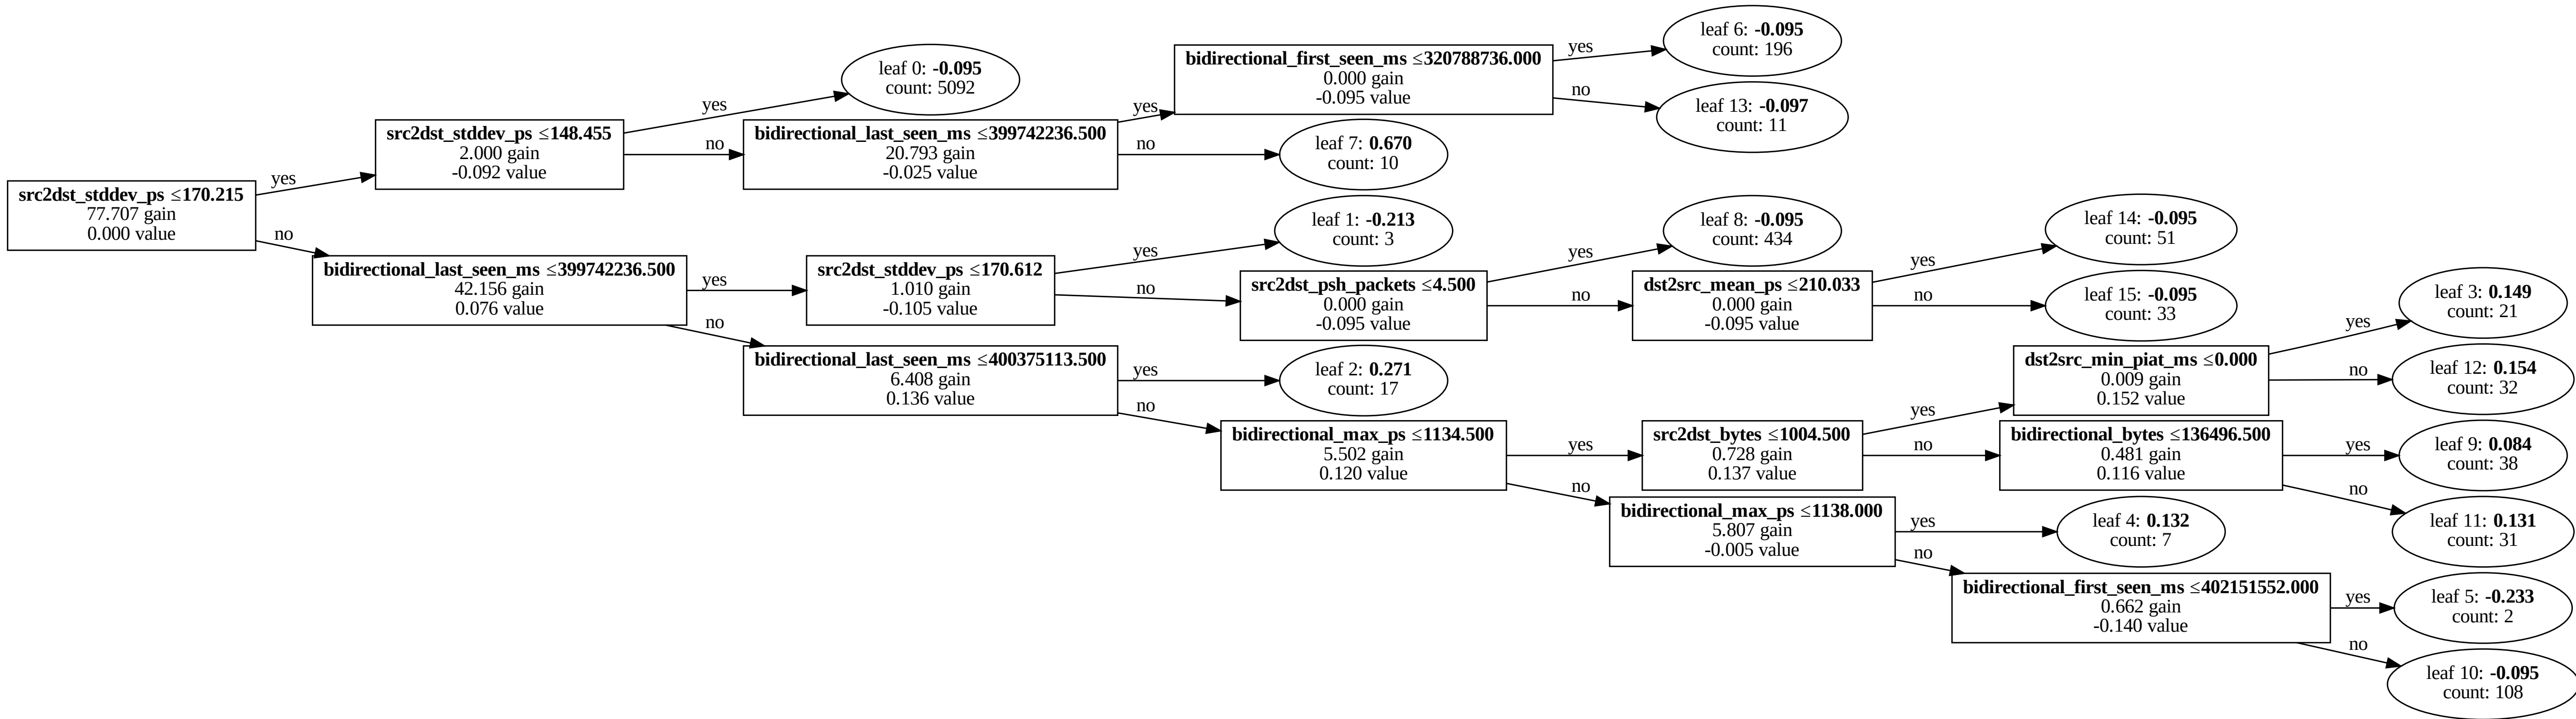 src2dst_stddev_ps ≤170.215
77.707 gain
0.000 value
yes
no
src2dst_stddev_ps ≤148.455
2.000 gain
-0.092 value
yes
no
leaf 0: -0.095
count: 5092
bidirectional_last_seen_ms ≤399742236.500
20.793 gain
-0.025 value
yes
no
bidirectional_first_seen_ms ≤320788736.000
0.000 gain
-0.095 value
yes
no
leaf 6: -0.095
count: 196
leaf 13: -0.097
count: 11
leaf 7: 0.670
count: 10
bidirectional_last_seen_ms ≤399742236.500
42.156 gain
0.076 value
yes
no
src2dst_stddev_ps ≤170.612
1.010 gain
-0.105 value
yes
no
leaf 1: -0.213
count: 3
src2dst_psh_packets ≤4.500
0.000 gain
-0.095 value
yes
no
leaf 8: -0.095
count: 434
dst2src_mean_ps ≤210.033
0.000 gain
-0.095 value
yes
no
leaf 14: -0.095
count: 51
leaf 15: -0.095
count: 33
bidirectional_last_seen_ms ≤400375113.500
6.408 gain
0.136 value
yes
no
leaf 2: 0.271
count: 17
bidirectional_max_ps ≤1134.500
5.502 gain
0.120 value
yes
no
src2dst_bytes ≤1004.500
0.728 gain
0.137 value
yes
no
dst2src_min_piat_ms ≤0.000
0.009 gain
0.152 value
yes
no
leaf 3: 0.149
count: 21
leaf 12: 0.154
count: 32
bidirectional_bytes ≤136496.500
0.481 gain
0.116 value
yes
no
leaf 9: 0.084
count: 38
leaf 11: 0.131
count: 31
bidirectional_max_ps ≤1138.000
5.807 gain
-0.005 value
yes
no
leaf 4: 0.132
count: 7
bidirectional_first_seen_ms ≤402151552.000
0.662 gain
-0.140 value
yes
no
leaf 5: -0.233
count: 2
leaf 10: -0.095
count: 108